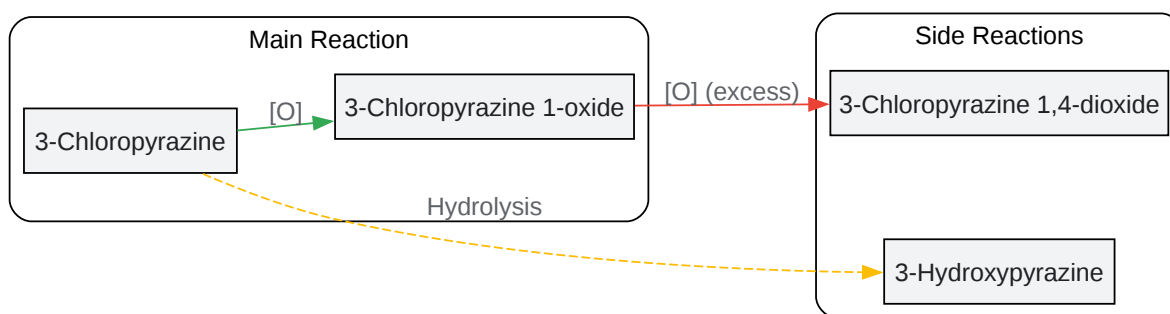 Main Reaction
Side Reactions
3-Chloropyrazine
[O]
3-Chloropyrazine 1-oxide
[O] (excess)
3-Chloropyrazine 1,4-dioxide
Hydrolysis
3-Hydroxypyrazine